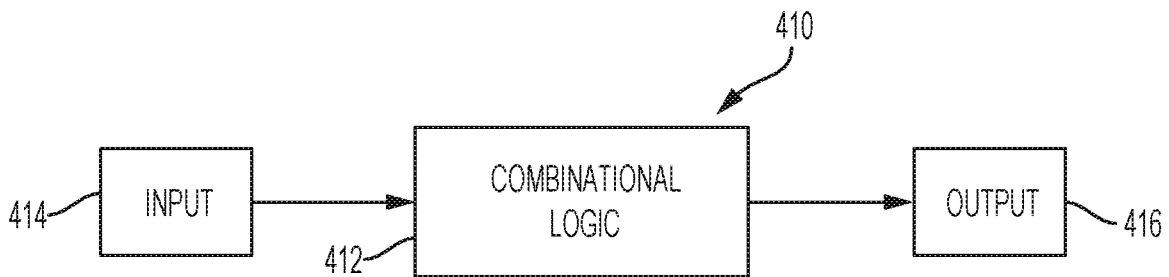 410
414
INPUT
412
COMBINATIONAL
LOGIC
OUTPUT
416